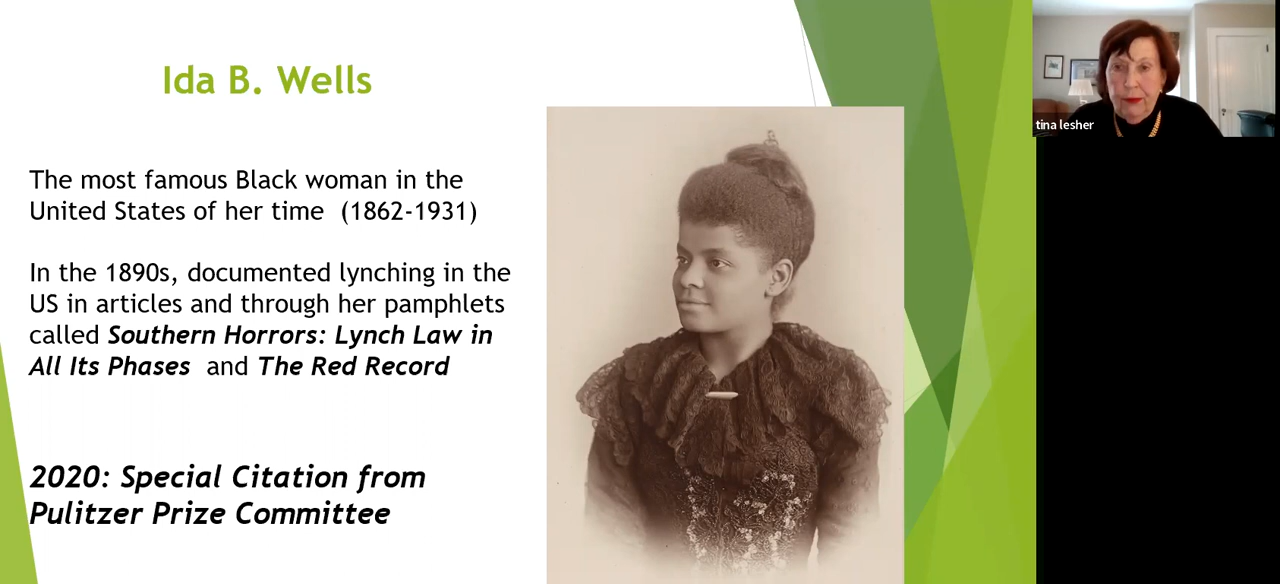 Ida B. Wells
The most famous Black woman in the
United States of her time (1862-1931)
In the 1890s, documented lynching in the
US in articles and through her pamphlets
called Southern Horrors: Lynch Law in
All Its Phases and The Red Record
2020: Special Citation from
Pulitzer Prize Committee
tina lesher